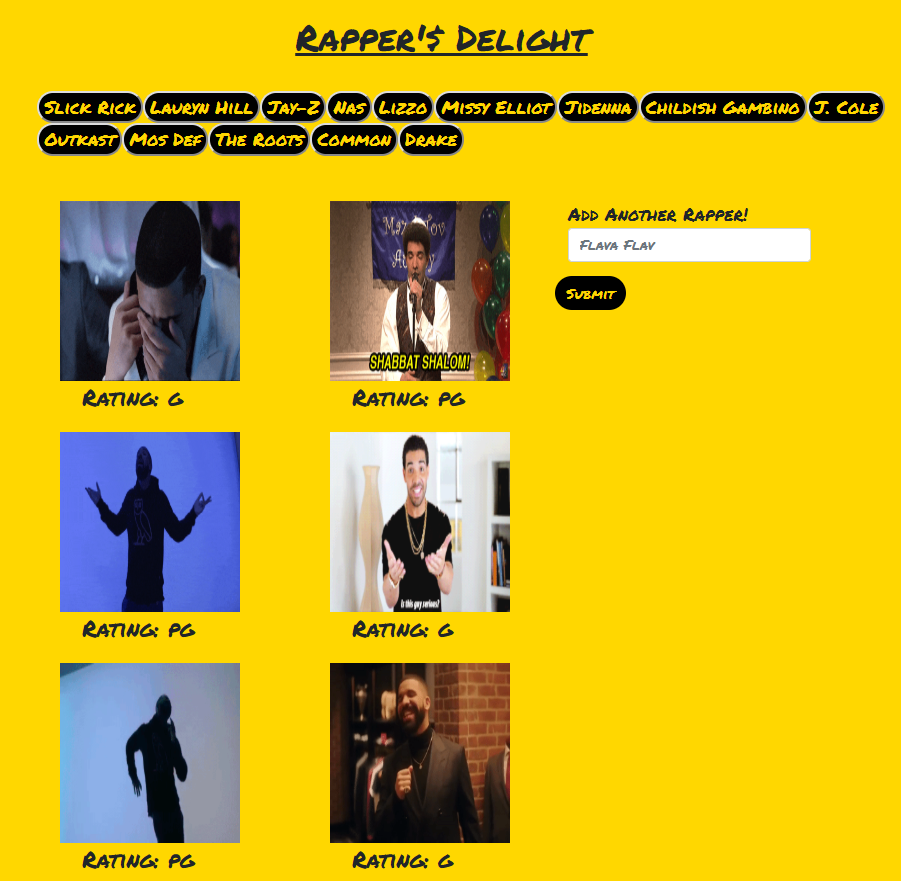 Rapper'$ Delight
Slick Rick Lauryn Hill Jay-Z Nas Lizzo Missy Elliot Jidenna Childish Gambino J. Cole
Outkast Mos Def The Roots Common Drake
Add Another Rapper!
Flava Flav
Submit
SHABBAT SHALOM!
Rating: g
Rating: pg
Is this guy serious?
Rating: pg
Rating: g
Rating: pg
Rating: g